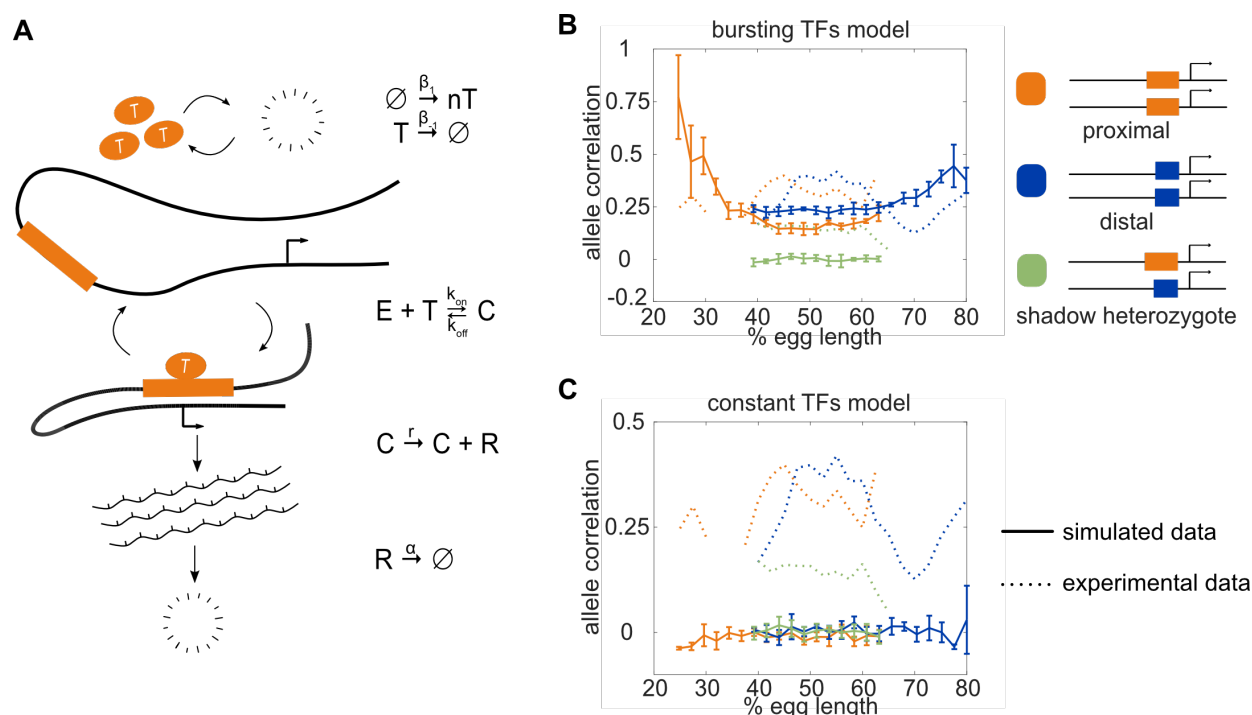 A
T
T
T
∅ β1→ nT
T β-1→ ∅
E + T kon⇌koff C
T
C r→ C + R
R α→ ∅
B
bursting TFs model
allele correlation
1
0.75
0.5
0.25
0
-0.2
20 30 40 50 60 70 80
% egg length
proximal
distal
shadow heterozygote
C
constant TFs model
allele correlation
0.5
0.25
0
20 30 40 50 60 70 80
% egg length
simulated data
experimental data